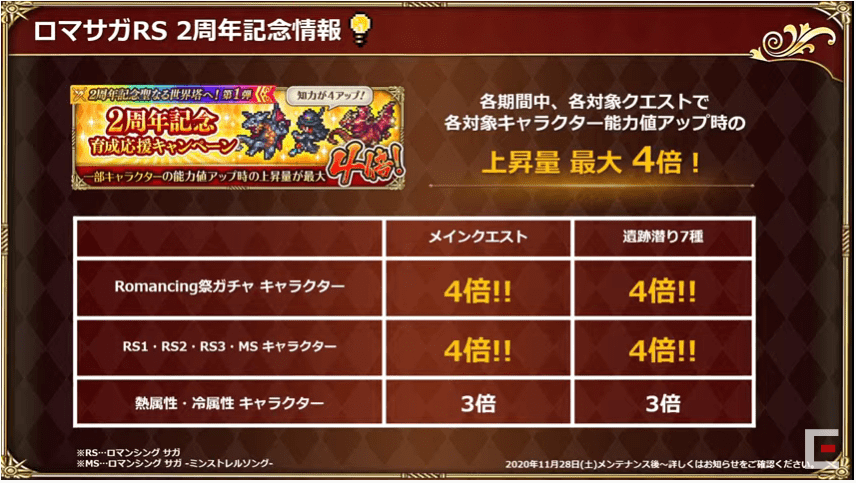 ロマサガRS 2周年記念情報
2周年記念聖なる世界塔へ!第1弾
知力が4アップ!
2周年記念
育成応援キャンペーン
一部キャラクターの能力値アップ時の上昇量が最大
4倍!
各期間中、各対象クエストで
各対象キャラクター能力値アップ時の
上昇量 最大 4倍!
メインクエスト 遺跡潜り7種
Romancing祭ガチャ キャラクター 4倍!! 4倍!!
RS1・RS2・RS3・MS キャラクター 4倍!! 4倍!!
熱属性・冷属性 キャラクター 3倍 3倍
※RS…ロマンシング サガ
※MS…ロマンシング サガ -ミンストレルソング-
2020年11月28日(土)メンテナンス後~詳しくはお知らせをご確認ください。